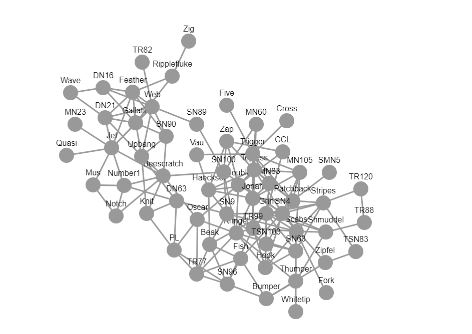 Zig
TR82
Ripplefluke
Wave
DN16
Feather
Web
DN21
Gallatin
MN23
SN90
SN89
Five
MN60
Cross
Jet
Upbang
Zap
Trigger
Quasi
Vau
CCL
Beescratch
SN100
MN83
MN105
SMN5
Mus
Number1
DN63
Haecksel
Jonah
Patchback
Stripes
TR120
Notch
Knit
Oscar
SN9
SN4
TR99
Scabs
Shmuddel
TR88
PL
Beak
TSN103
SN63
Fish
Hook
Zipfel
TSN83
TR77
SN96
Thumper
Fork
Bumper
Whitetip